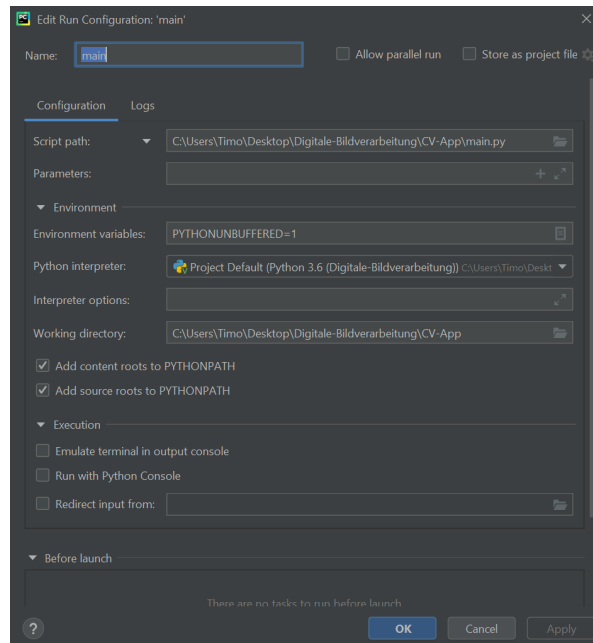 PC Edit Run Configuration: 'main'
Name: main Allow parallel run Store as project file
Configuration Logs
Script path: C:\Users\Timo\Desktop\Digitale-Bildverarbeitung\CV-App\main.py
Parameters:
Environment
Environment variables: PYTHONUNBUFFERED=1
Python interpreter: Project Default (Python 3.6 (Digitale-Bildverarbeitung)) C:\Users\Timo\Deskt
Interpreter options:
Working directory: C:\Users\Timo\Desktop\Digitale-Bildverarbeitung\CV-App
Add content roots to PYTHONPATH
Add source roots to PYTHONPATH
Execution
Emulate terminal in output console
Run with Python Console
Redirect input from:
Before launch
There are no tasks to run before launch
? OK Cancel Apply